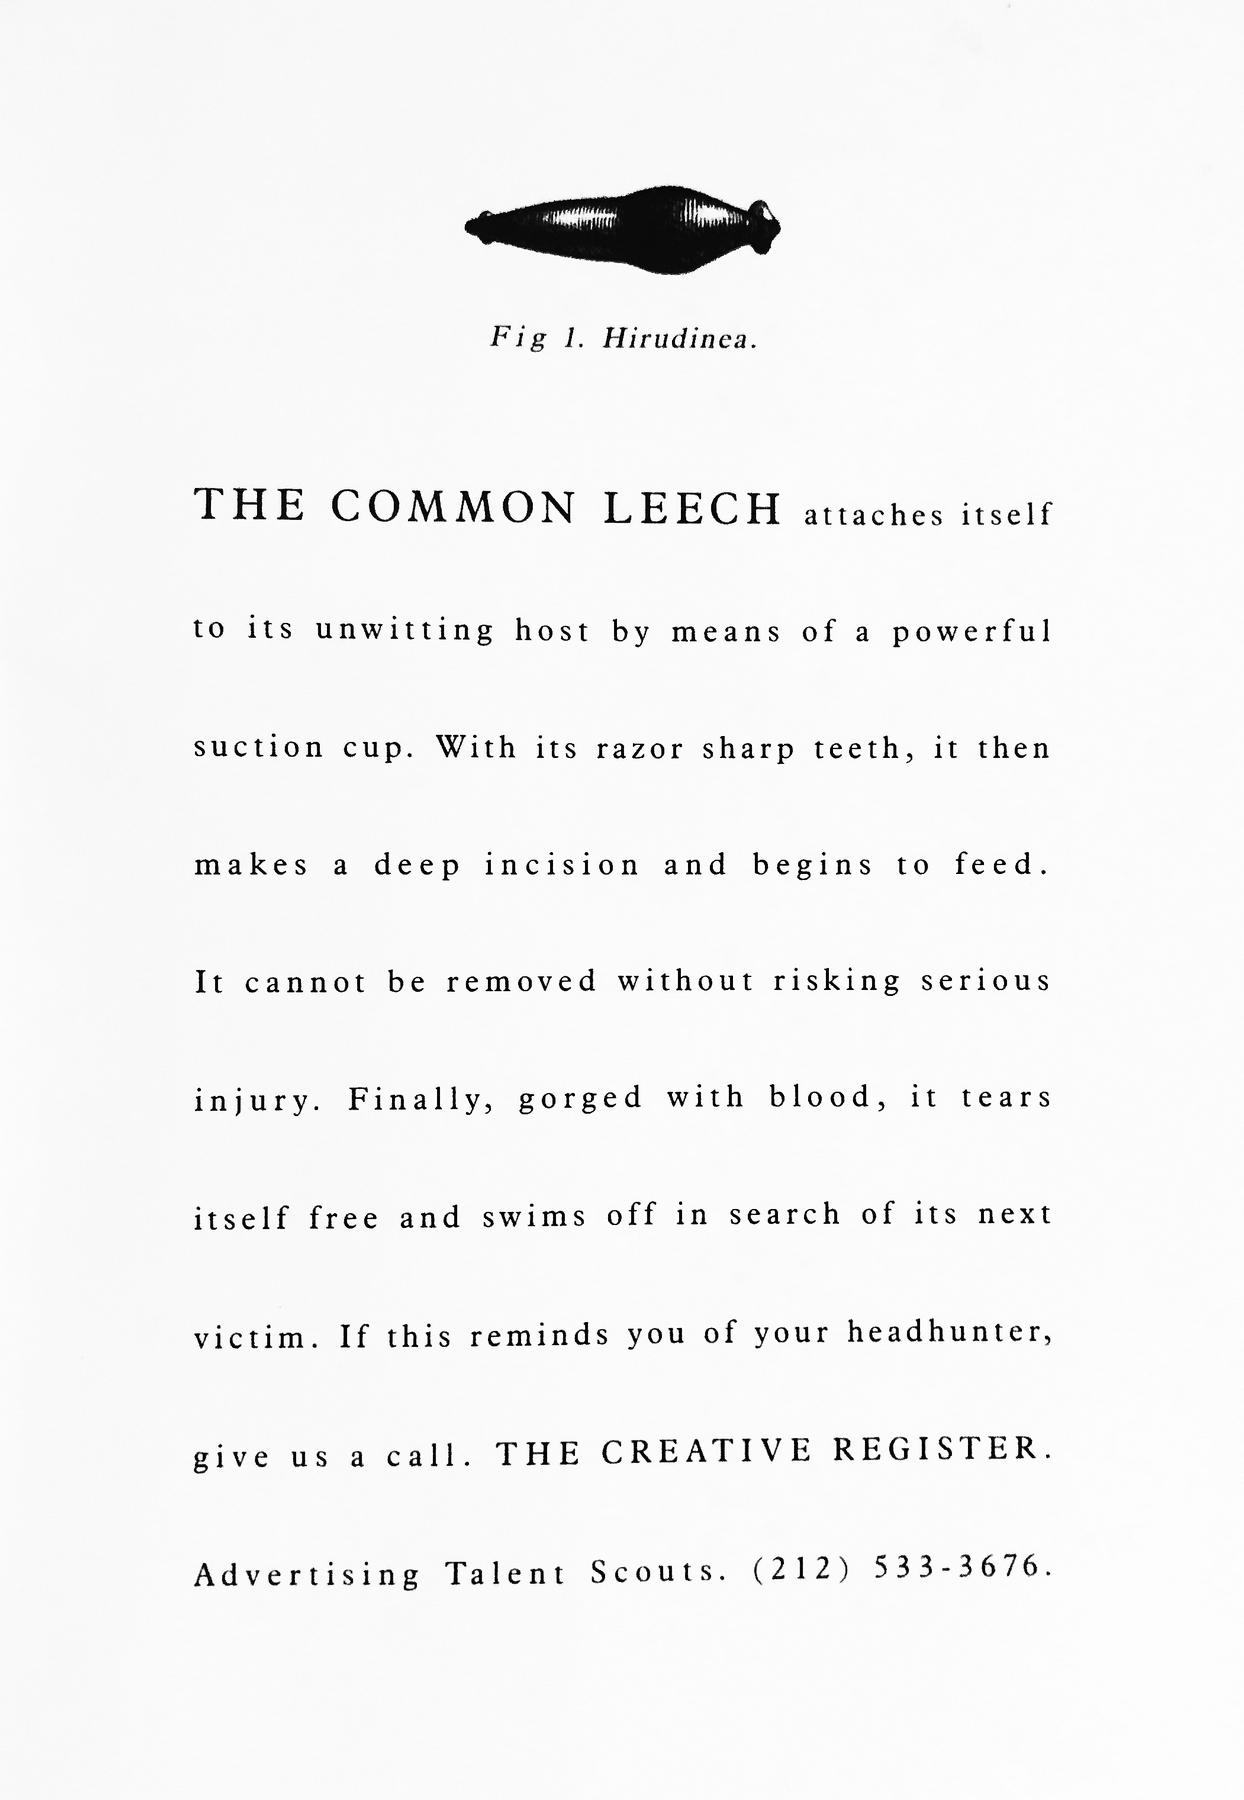 Fig 1. Hirudinea.
THE COMMON LEECH attaches itself
to its unwitting host by means of a powerful
suction cup. With its razor sharp teeth, it then
makes a deep incision and begins to feed.
It cannot be removed without risking serious
injury. Finally, gorged with blood, it tears
itself free and swims off in search of its next
victim. If this reminds you of your headhunter,
give us a call. THE CREATIVE REGISTER.
Advertising Talent Scouts. (212) 533-3676.